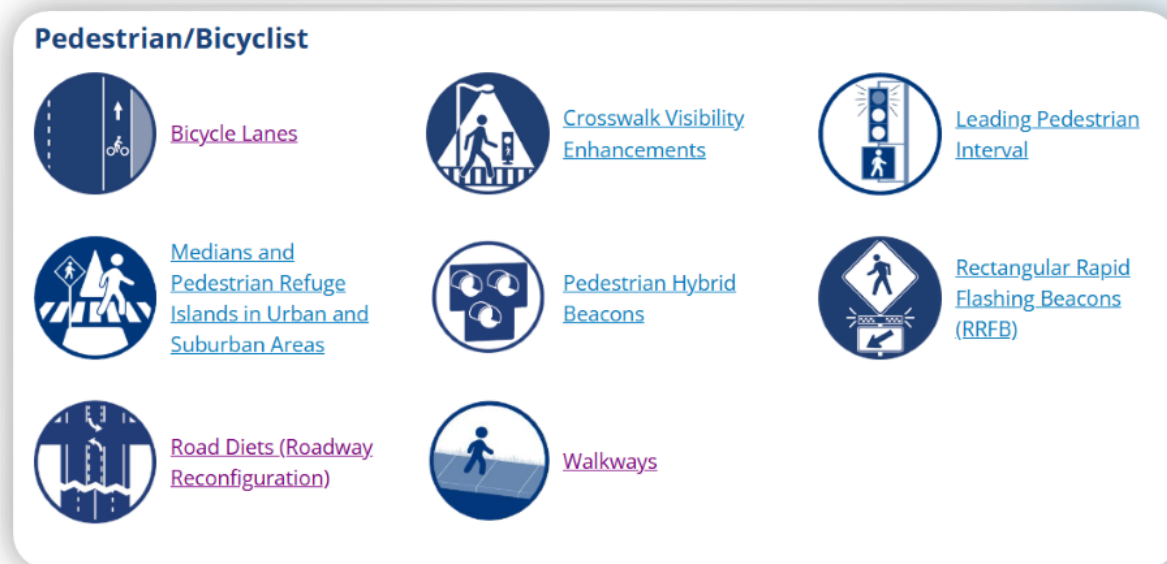 Pedestrian/Bicyclist
Bicycle Lanes
Crosswalk Visibility
Enhancements
Leading Pedestrian
Interval
Medians and
Pedestrian Refuge
Islands in Urban and
Suburban Areas
Pedestrian Hybrid
Beacons
Rectangular Rapid
Flashing Beacons
(RRFB)
Road Diets (Roadway
Reconfiguration)
Walkways